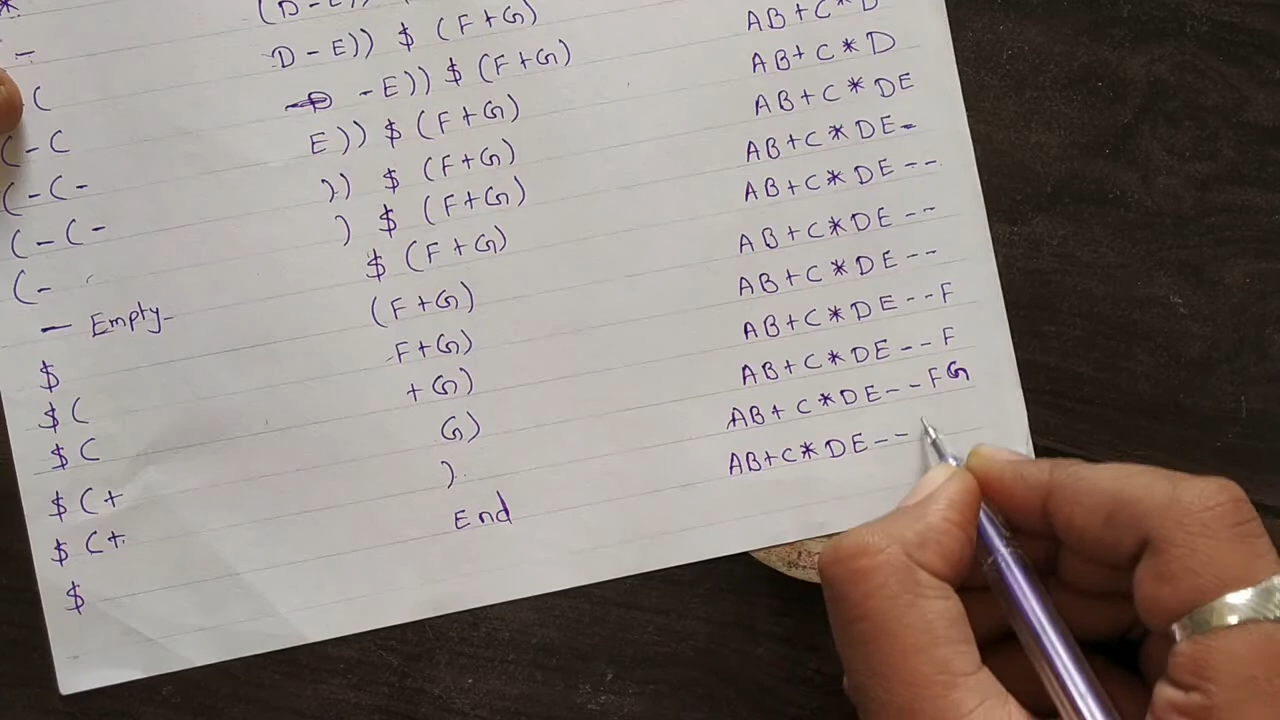 (D-E))
- D-E)) $ (F+G) AB+C*D
-( -E)) $ (F+G) AB+C*D
(-( E)) $ (F+G) AB+C*DE
(-(- )) $ (F+G) AB+C*DE-
(-(- ) $ (F+G) AB+C*DE--
(- $ (F+G) AB+C*DE--
- Empty- (F+G) AB+C*DE--
$ F+G) AB+C*DE--F
$( +G) AB+C*DE--F
$( G) AB+C*DE--FG
$(+ ). AB+C*DE--
$(+. End
$